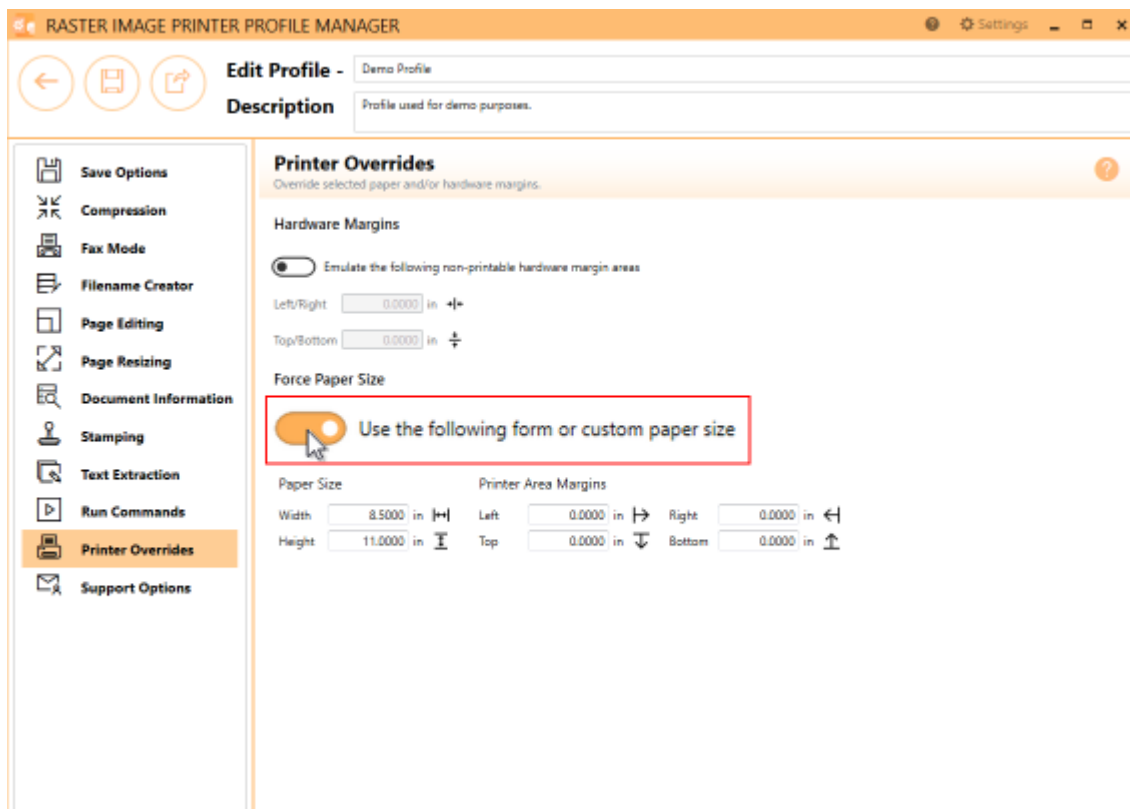 RASTER IMAGE PRINTER PROFILE MANAGER
Settings
Edit Profile - Demo Profile
Description Profile used for demo purposes.
Save Options
Compression
Fax Mode
Filename Creator
Page Editing
Page Resizing
Document Information
Stamping
Text Extraction
Run Commands
Printer Overrides
Support Options
Printer Overrides
Override selected paper and/or hardware margins.
Hardware Margins
Emulate the following non-printable hardware margin areas
Left/Right 0.0000 in
Top/Bottom 0.0000 in
Force Paper Size
Use the following form or custom paper size
Paper Size Printer Area Margins
Width 8.5000 in Left 0.0000 in Right 0.0000 in
Height 11.0000 in Top 0.0000 in Bottom 0.0000 in